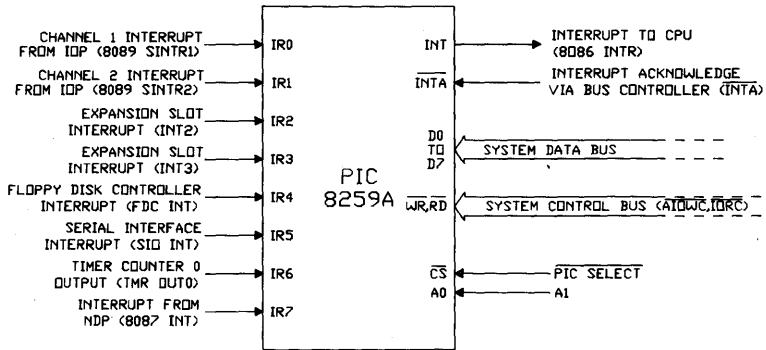 CHANNEL 1 INTERRUPT
FROM IOP (8089 SINTR1)
IR0
CHANNEL 2 INTERRUPT
FROM IOP (8089 SINTR2)
IR1
EXPANSION SLOT
INTERRUPT (INT2)
IR2
EXPANSION SLOT
INTERRUPT (INT3)
IR3
FLOPPY DISK CONTROLLER
INTERRUPT (FDC INT)
IR4
SERIAL INTERFACE
INTERRUPT (SIO INT)
IR5
TIMER COUNTER 0
OUTPUT (TMR OUT0)
IR6
INTERRUPT FROM
NDP (8087 INT)
IR7
PIC
8259A
INT
INTERRUPT TO CPU
(8086 INTR)
INTA
INTERRUPT ACKNOWLEDGE
VIA BUS CONTROLLER (INTA)
D0
TO
D7
SYSTEM DATA BUS
WR,RD
SYSTEM CONTROL BUS (AIOWC,IORC)
CS
PIC SELECT
A0
A1